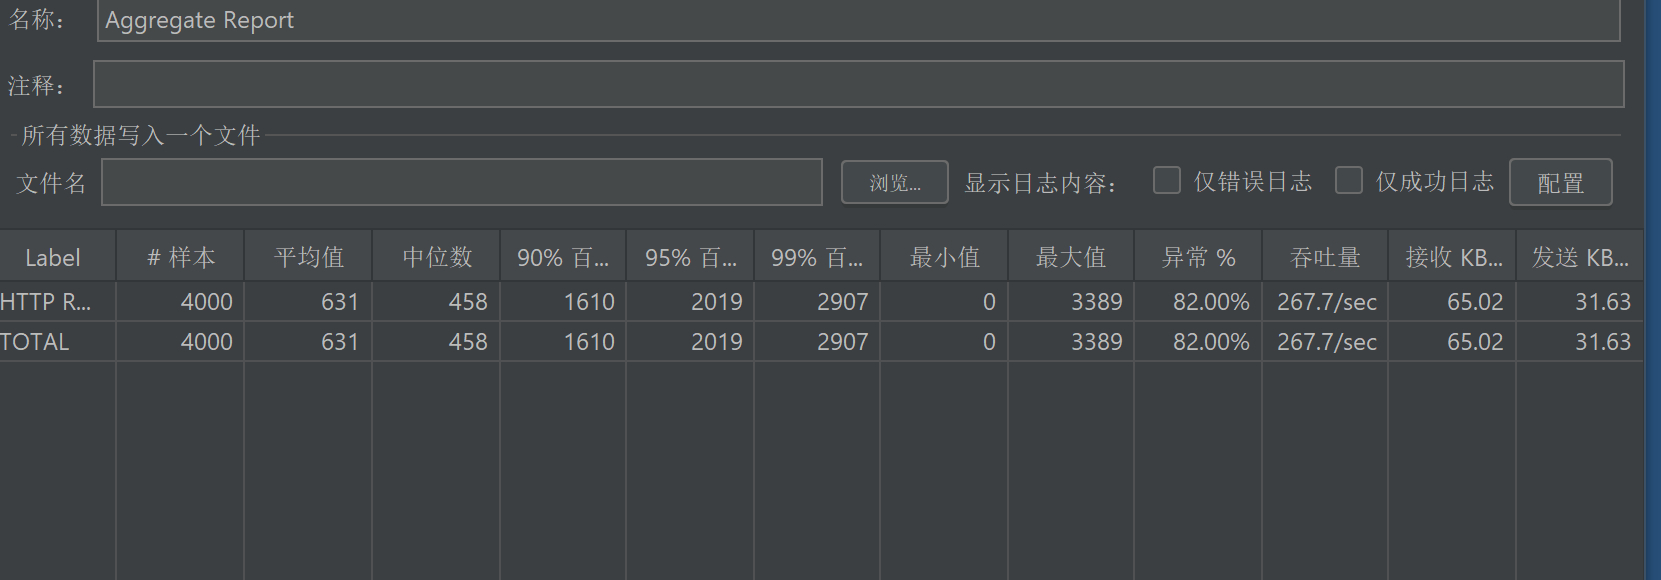 名称： Aggregate Report
注释：
所有数据写入一个文件
文件名 浏览... 显示日志内容： 仅错误日志 仅成功日志 配置
Label # 样本 平均值 中位数 90% 百... 95% 百... 99% 百... 最小值 最大值 异常 % 吞吐量 接收 KB... 发送 KB...
HTTP R... 4000 631 458 1610 2019 2907 0 3389 82.00% 267.7/sec 65.02 31.63
TOTAL 4000 631 458 1610 2019 2907 0 3389 82.00% 267.7/sec 65.02 31.63